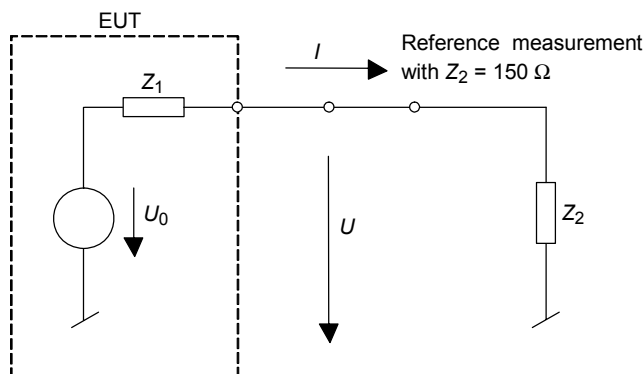 EUT
I
Reference measurement
with Z2 = 150 Ω
Z1
U0
U
Z2